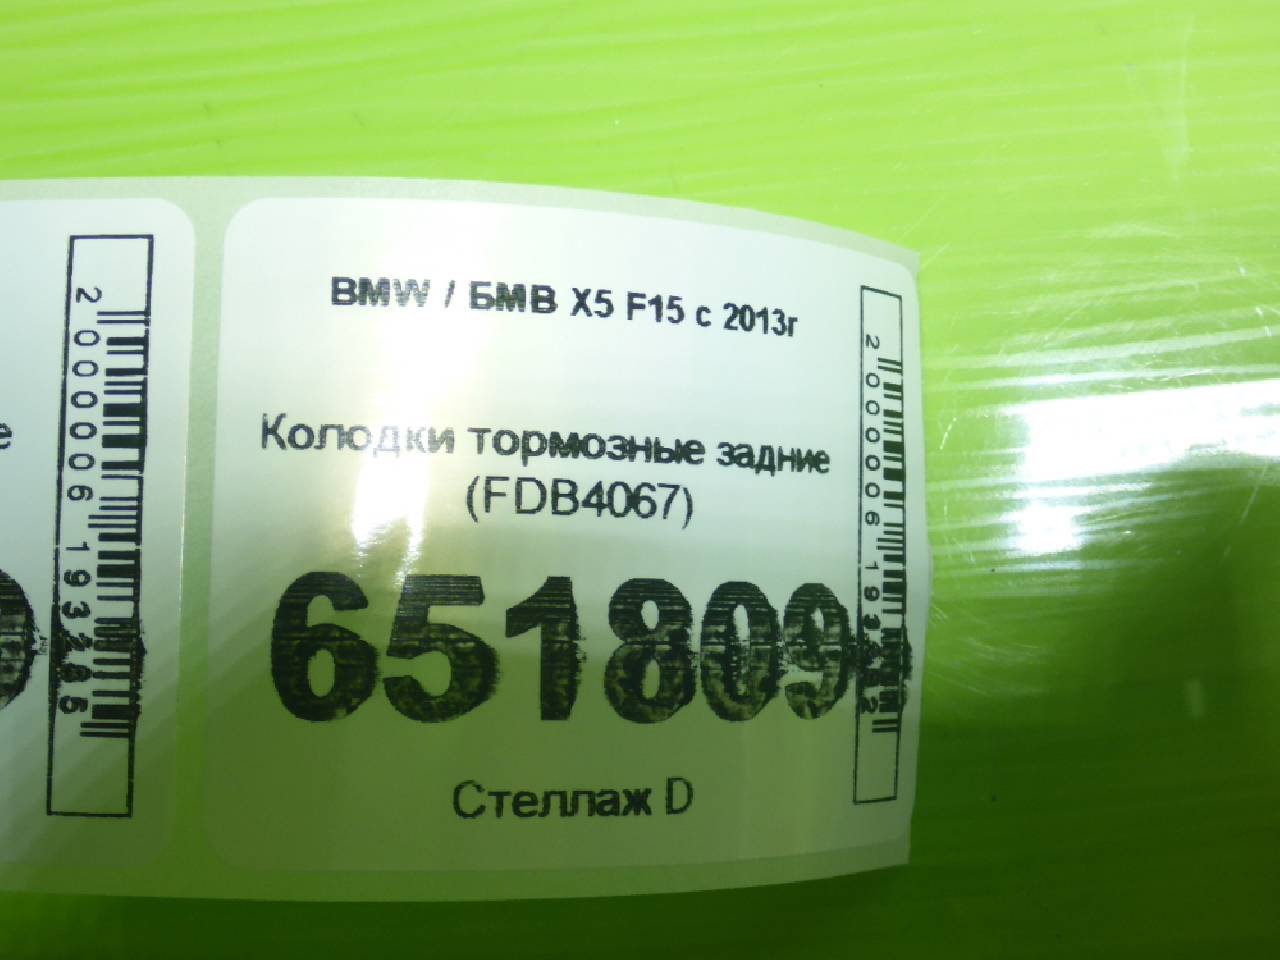 BMW / БМВ X5 F15 с 2013г
Колодки тормозные задние
(FDB4067)
651809
Стеллаж D
е